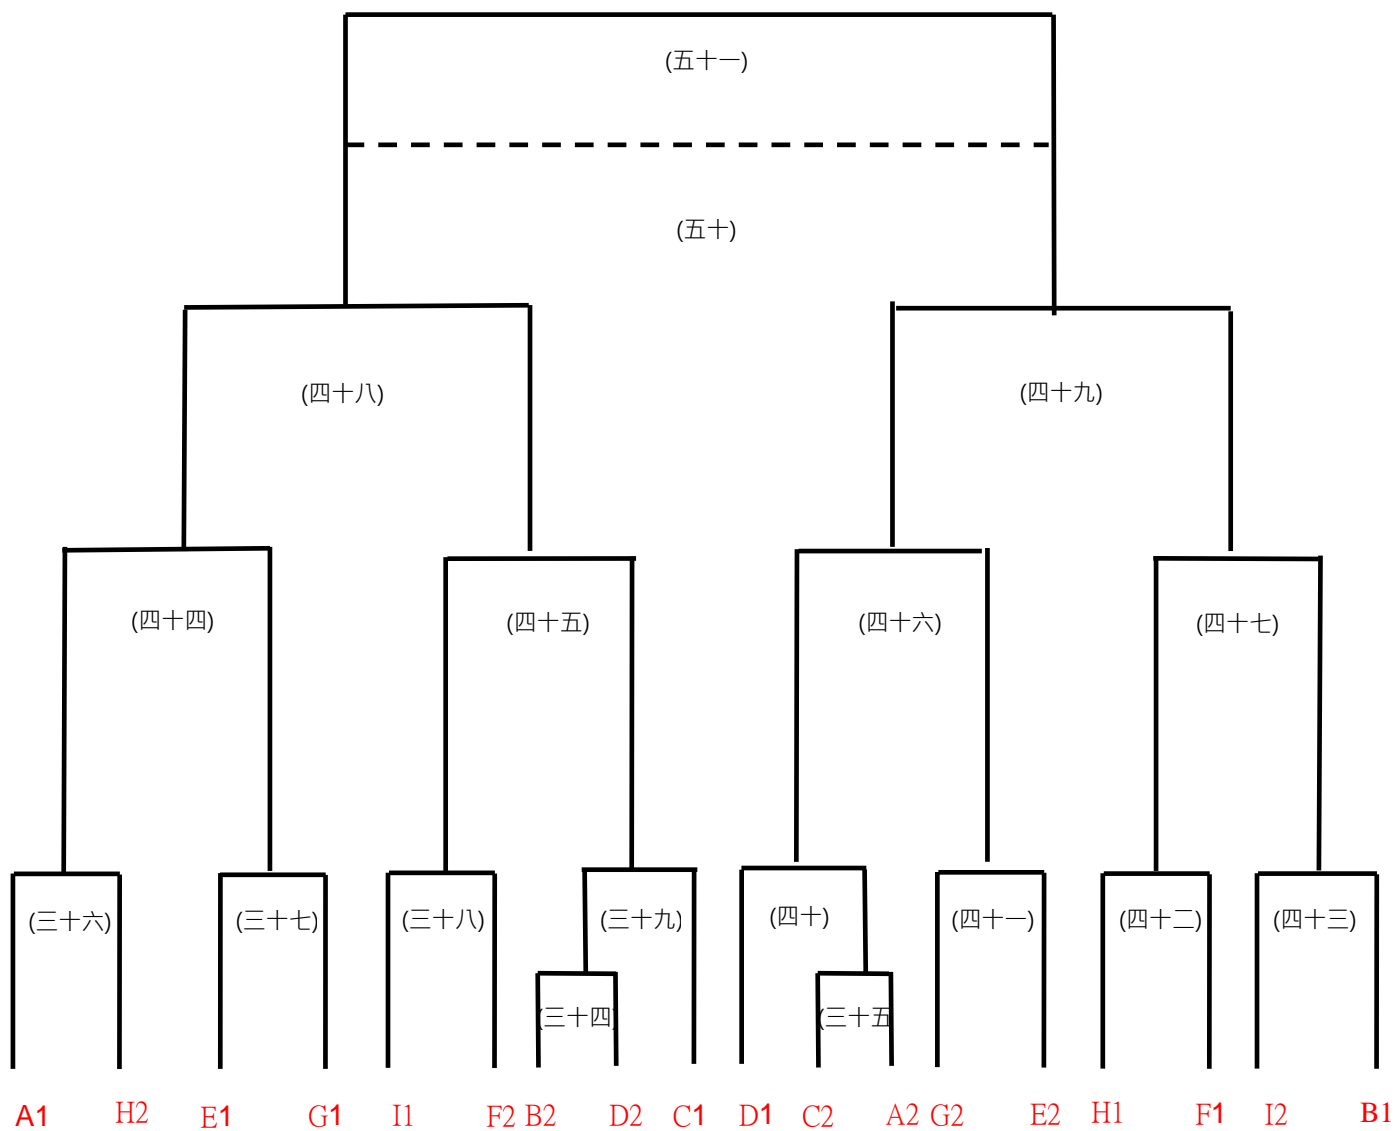 (五十一)
(五十)
(四十八) (四十九)
(四十四) (四十五) (四十六) (四十七)
(三十六) (三十七) (三十八) (三十九) (四十) (四十一) (四十二) (四十三)
(三十四) (三十五
A1 H2 E1 G1 I1 F2 B2 D2 C1 D1 C2 A2 G2 E2 H1 F1 I2 B1